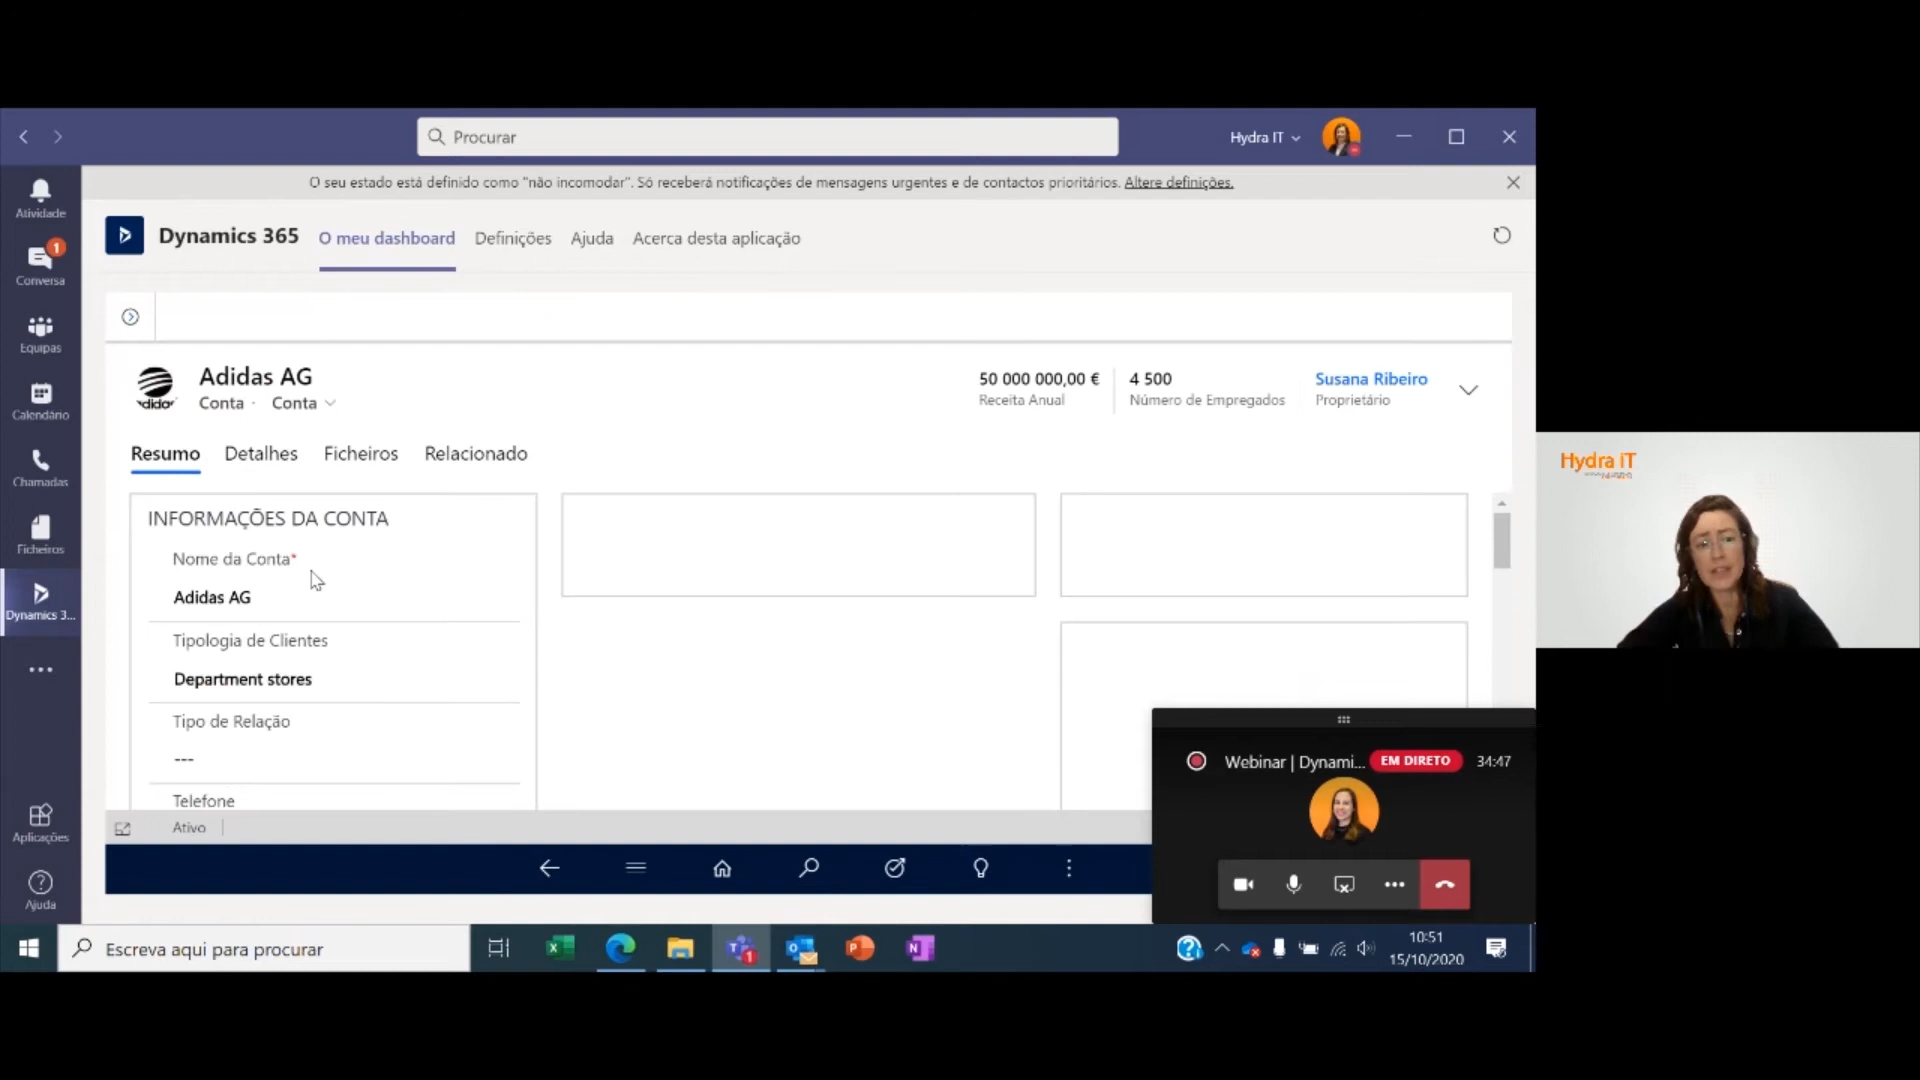 Procurar
Hydra IT
O seu estado está definido como "não incomodar". Só receberá notificações de mensagens urgentes e de contactos prioritários. Altere definições.
Atividade
1
Conversa
Equipas
Calendário
Chamadas
Ficheiros
Dynamics 3...
Aplicações
Ajuda
Dynamics 365
O meu dashboard
Definições
Ajuda
Acerca desta aplicação
Adidas AG
Conta · Conta
50 000 000,00 €
Receita Anual
4 500
Número de Empregados
Susana Ribeiro
Proprietário
Resumo
Detalhes
Ficheiros
Relacionado
INFORMAÇÕES DA CONTA
Nome da Conta*
Adidas AG
Tipologia de Clientes
Department stores
Tipo de Relação
---
Telefone
Ativo
Webinar | Dynami...
EM DIRETO
34:47
Hydra iT
Escreva aqui para procurar
1
10:51
15/10/2020